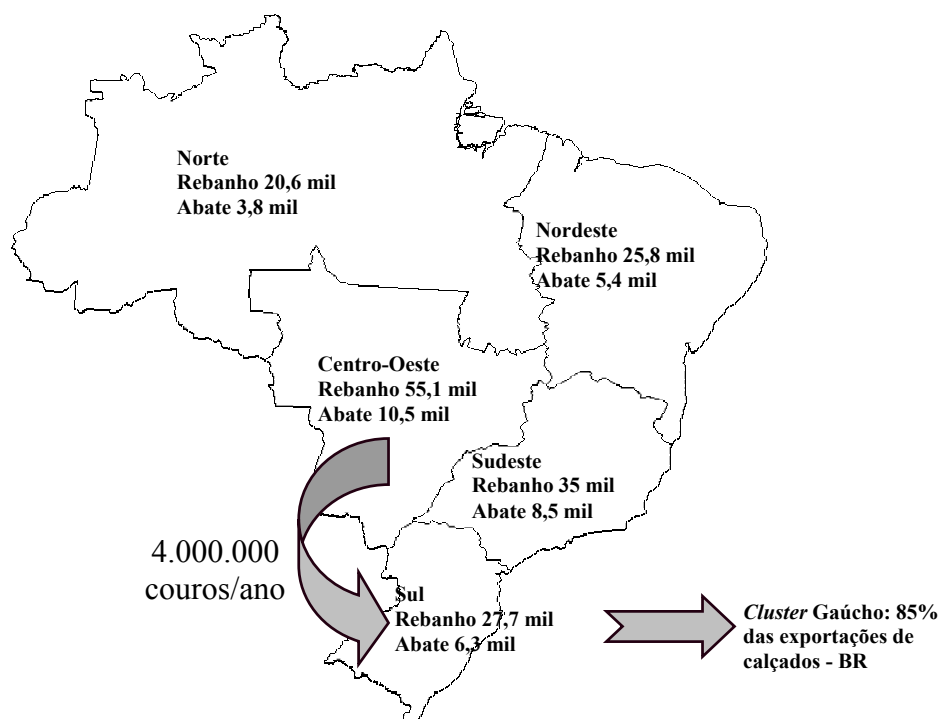 Norte
Rebanho 20,6 mil
Abate 3,8 mil
Nordeste
Rebanho 25,8 mil
Abate 5,4 mil
Centro-Oeste
Rebanho 55,1 mil
Abate 10,5 mil
Sudeste
Rebanho 35 mil
Abate 8,5 mil
4.000.000
couros/ano
Sul
Rebanho 27,7 mil
Abate 6,3 mil
Cluster Gaúcho: 85%
das exportações de
calçados - BR